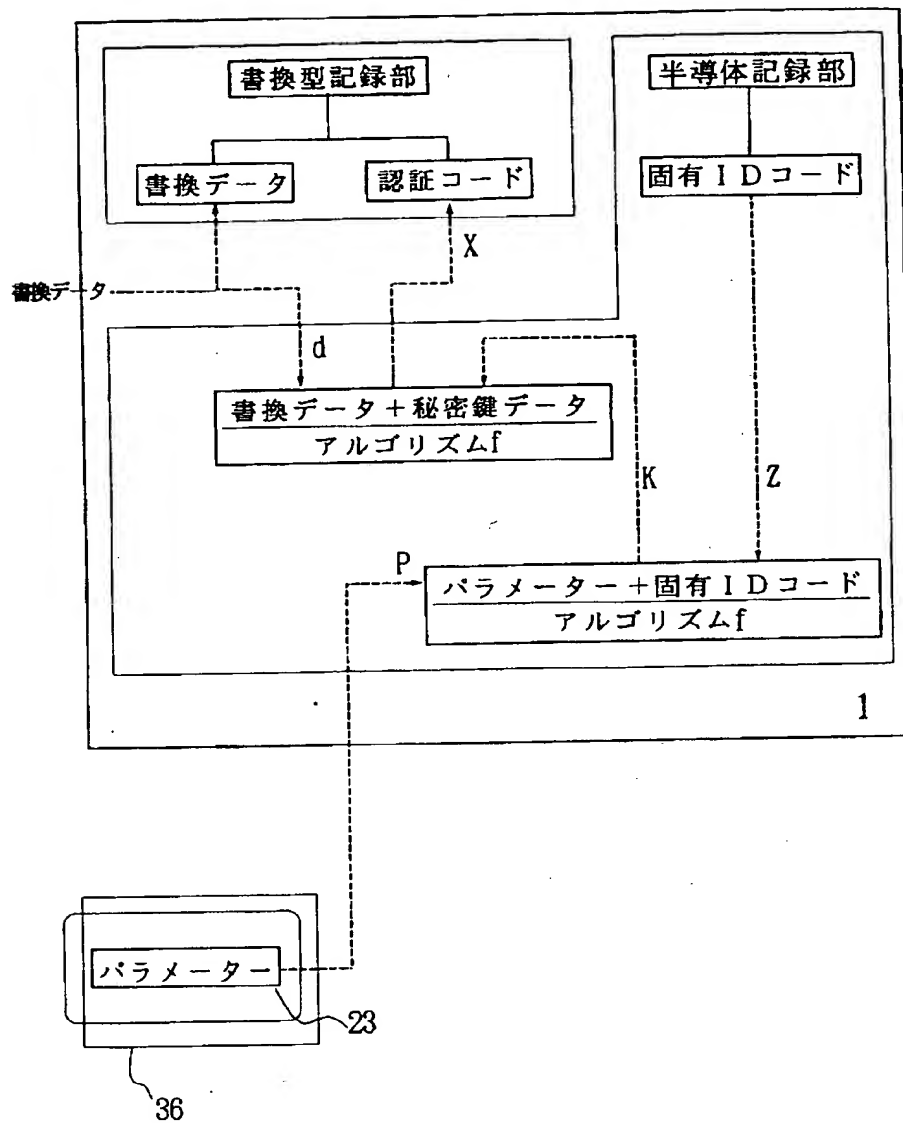 書換型記録部
半導体記録部
書換データ
認証コード
固有IDコード
X
書換データ
d
書換データ+秘密鍵データ
アルゴリズムf
K
Z
P
パラメーター+固有IDコード
アルゴリズムf
1
パラメーター
23
36